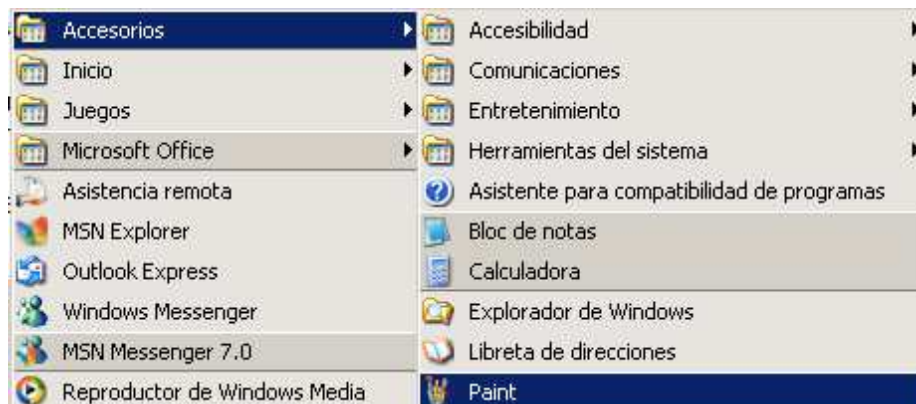 Accesorios
Inicio
Juegos
Microsoft Office
Asistencia remota
MSN Explorer
Outlook Express
Windows Messenger
MSN Messenger 7.0
Reproductor de Windows Media
Accesibilidad
Comunicaciones
Entretenimiento
Herramientas del sistema
Asistente para compatibilidad de programas
Bloc de notas
Calculadora
Explorador de Windows
Libreta de direcciones
Paint